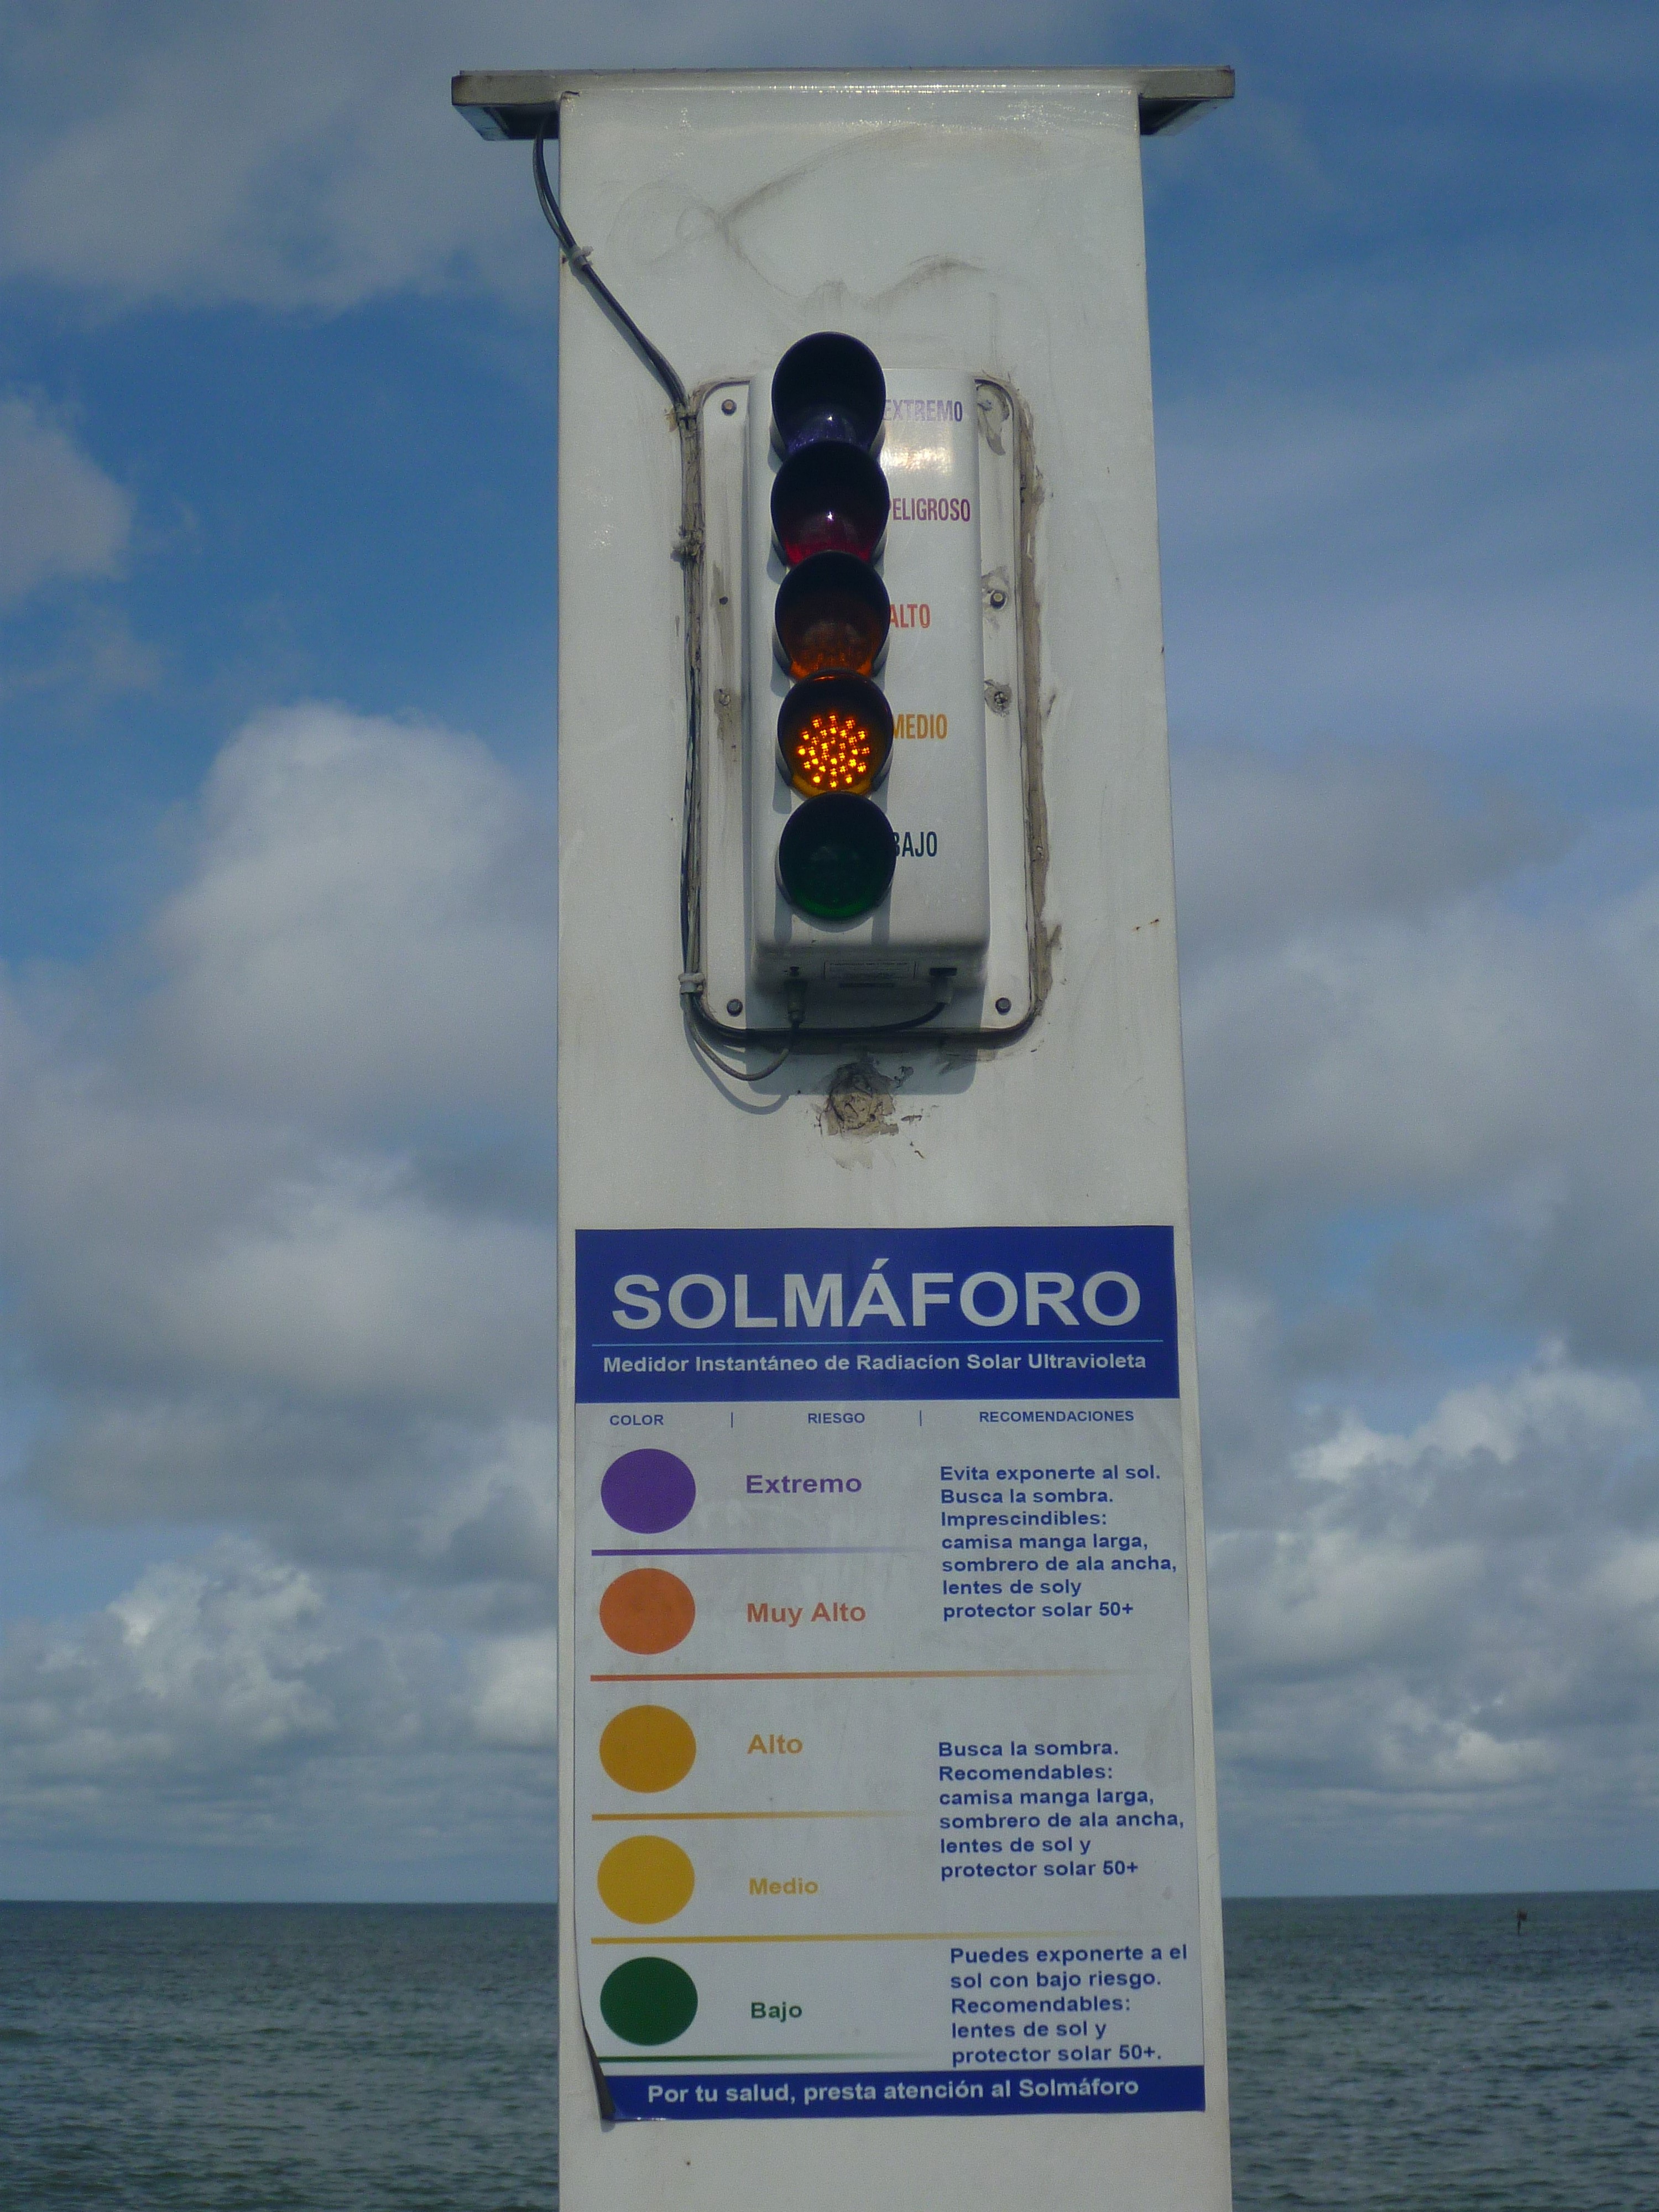 EXTREMO
PELIGROSO
ALTO
MEDIO
BAJO
SOLMÁFORO
Medidor Instantáneo de Radiacíon Solar Ultravioleta
COLOR | RIESGO | RECOMENDACIONES
Extremo
Evita exponerte al sol.
Busca la sombra.
Imprescindibles:
camisa manga larga,
sombrero de ala ancha,
lentes de soly
protector solar 50+
Muy Alto
Alto
Busca la sombra.
Recomendables:
camisa manga larga,
sombrero de ala ancha,
lentes de sol y
protector solar 50+
Medio
Bajo
Puedes exponerte a el
sol con bajo riesgo.
Recomendables:
lentes de sol y
protector solar 50+.
Por tu salud, presta atención al Solmáforo